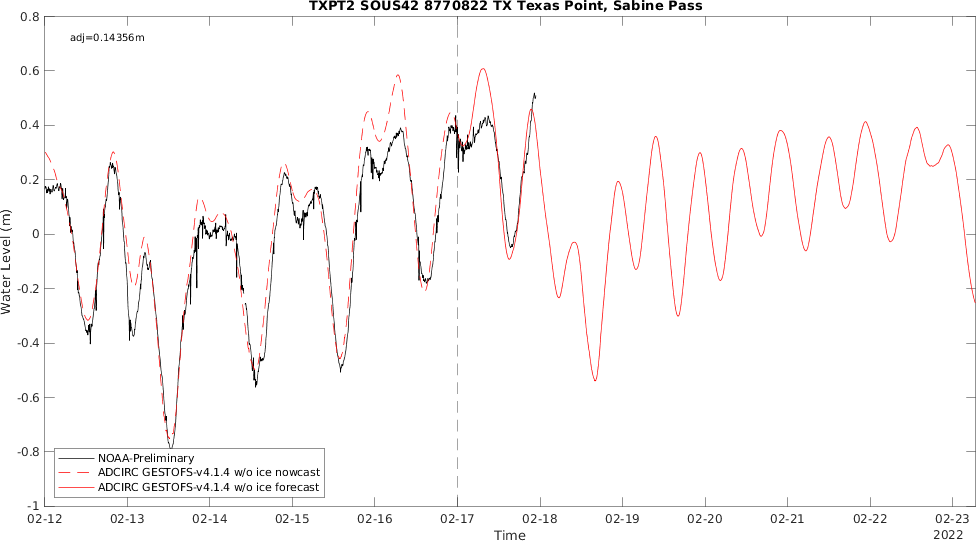 TXPT2 SOUS42 8770822 TX Texas Point, Sabine Pass
adj=0.14356m
0.8
0.6
0.4
0.2
0
-0.2
-0.4
-0.6
-0.8
-1
Water Level (m)
NOAA-Preliminary
ADCIRC GESTOFS-v4.1.4 w/o ice nowcast
ADCIRC GESTOFS-v4.1.4 w/o ice forecast
02-12 02-13 02-14 02-15 02-16 02-17 02-18 02-19 02-20 02-21 02-22 02-23
Time
2022